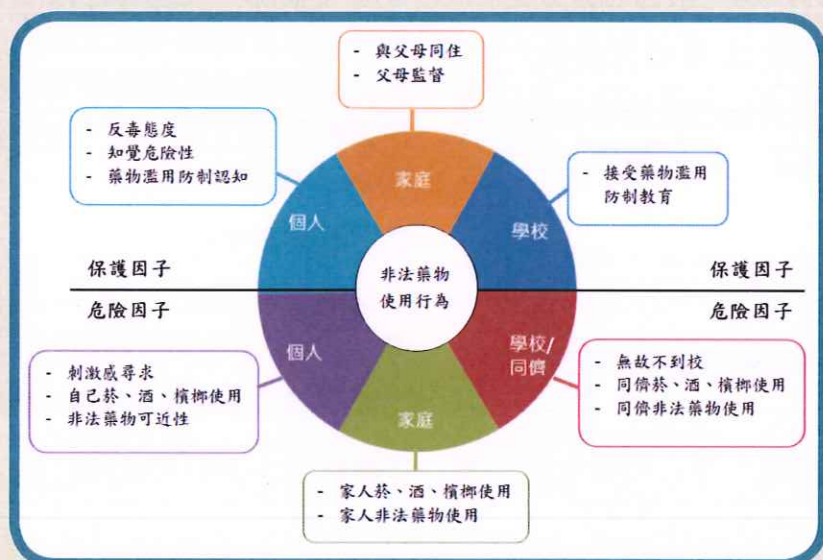 - 與父母同住
- 父母監督
- 反毒態度
- 知覺危險性
- 藥物濫用防制認知
- 接受藥物濫用
防制教育
家庭
個人
學校
非法藥物
使用行為
保護因子
保護因子
危險因子
危險因子
個人
家庭
學校/
同儕
- 刺激感尋求
- 自己菸、酒、檳榔使用
- 非法藥物可近性
- 無故不到校
- 同儕菸、酒、檳榔使用
- 同儕非法藥物使用
- 家人菸、酒、檳榔使用
- 家人非法藥物使用